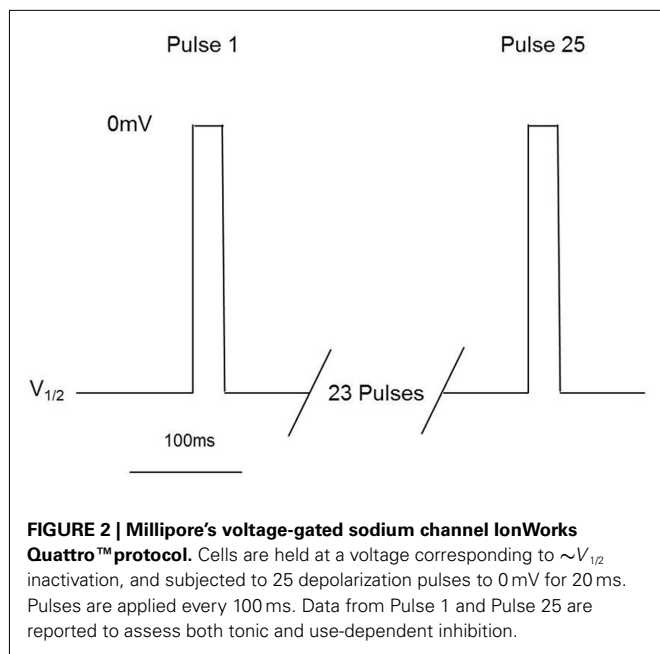 Pulse 1
Pulse 25
0mV
V1/2
23 Pulses
100ms
FIGURE 2 | Millipore's voltage-gated sodium channel IonWorks
Quattro™protocol. Cells are held at a voltage corresponding to ∼V1/2
inactivation, and subjected to 25 depolarization pulses to 0 mV for 20 ms.
Pulses are applied every 100 ms. Data from Pulse 1 and Pulse 25 are
reported to assess both tonic and use-dependent inhibition.